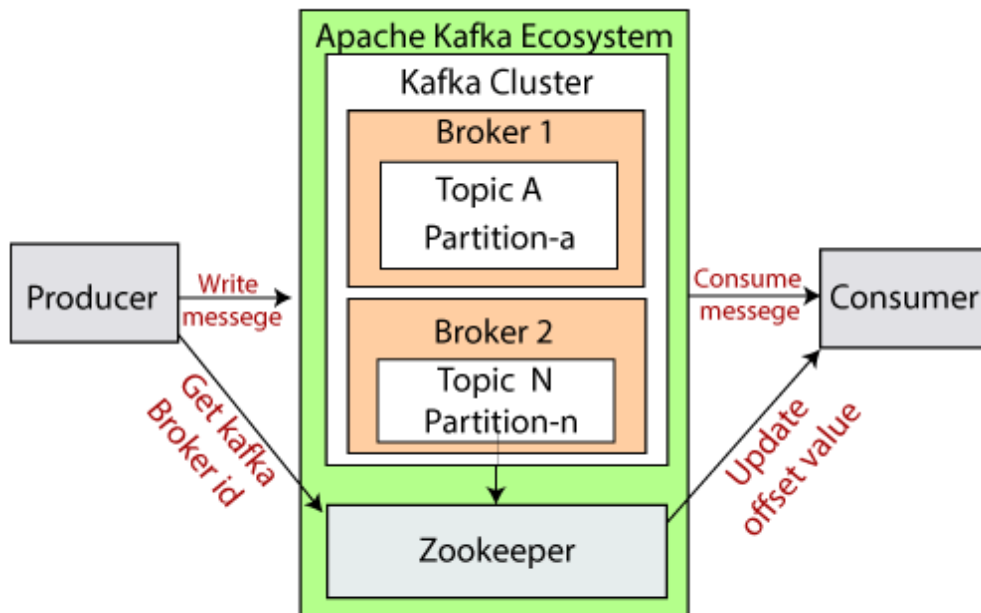 Apache Kafka Ecosystem
Kafka Cluster
Broker 1
Topic A
Partition-a
Producer
Write
messege
Consume
messege
Consumer
Broker 2
Topic N
Partition-n
Get kafka
Broker id
Update
offset value
Zookeeper